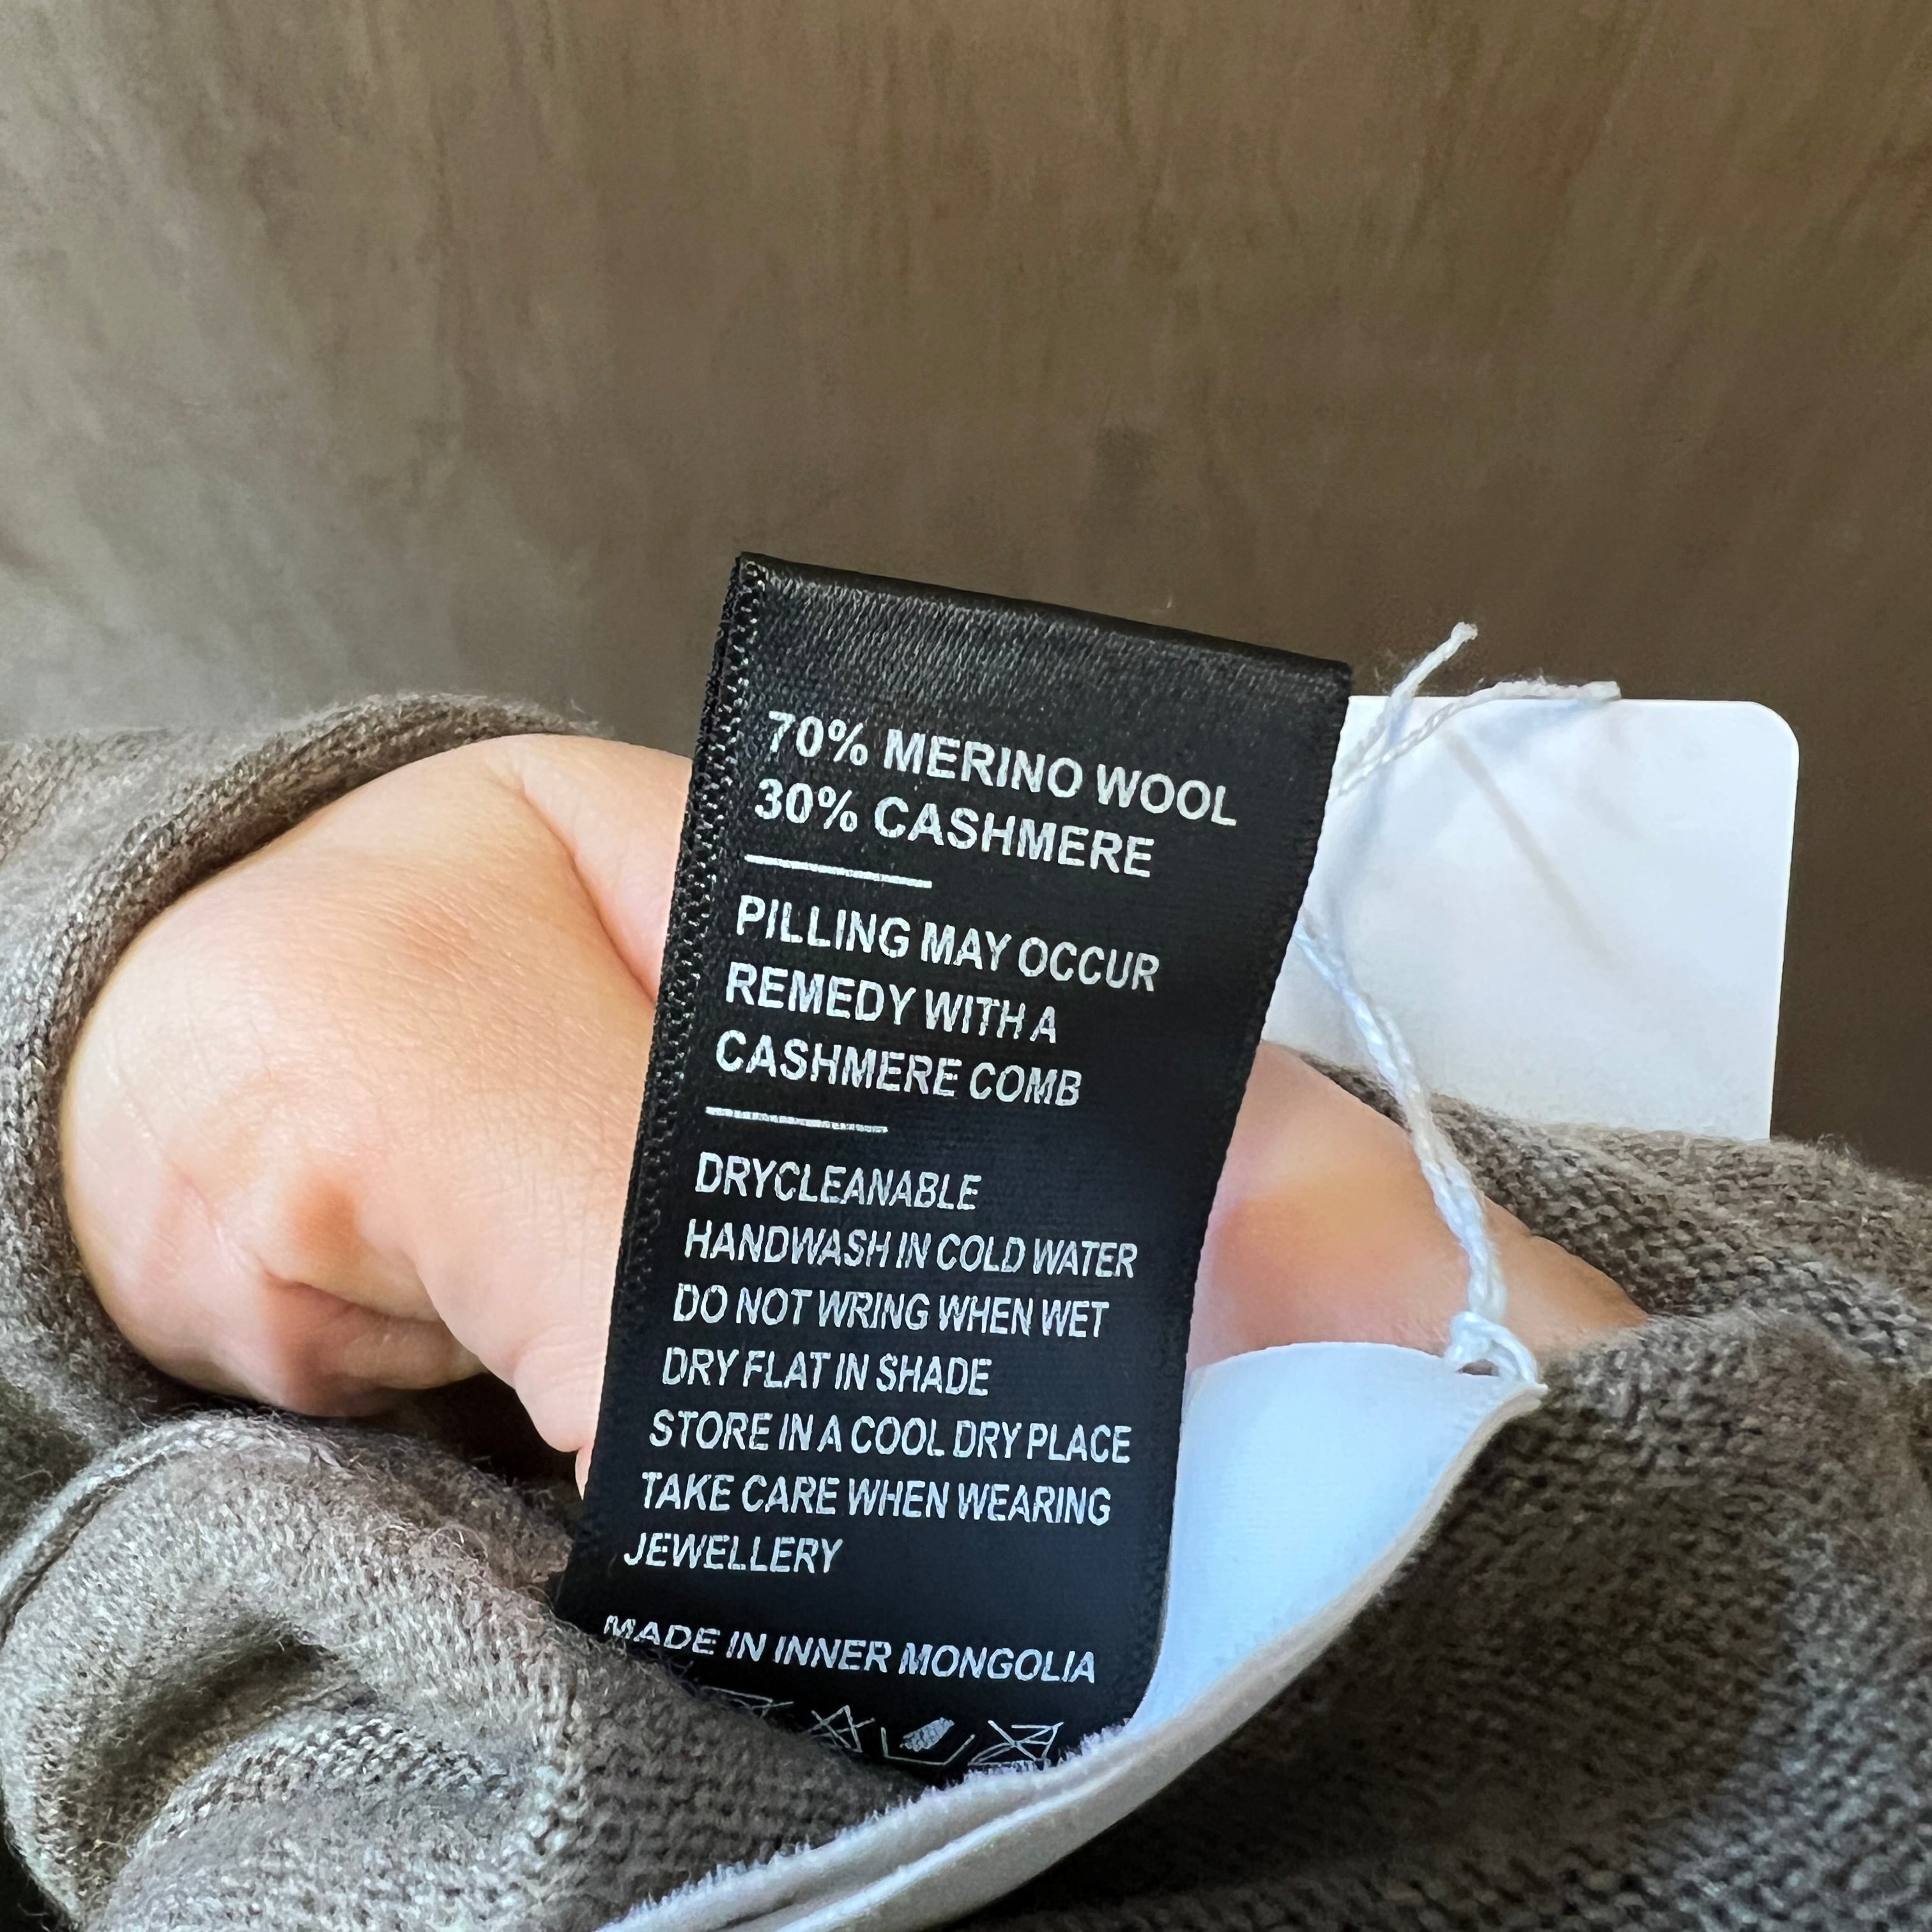 70% MERINO WOOL
30% CASHMERE
PILLING MAY OCCUR
REMEDY WITH A
CASHMERE COMB
DRYCLEANABLE
HANDWASH IN COLD WATER
DO NOT WRING WHEN WET
DRY FLAT IN SHADE
STORE IN A COOL DRY PLACE
TAKE CARE WHEN WEARING
JEWELLERY
MADE IN INNER MONGOLIA